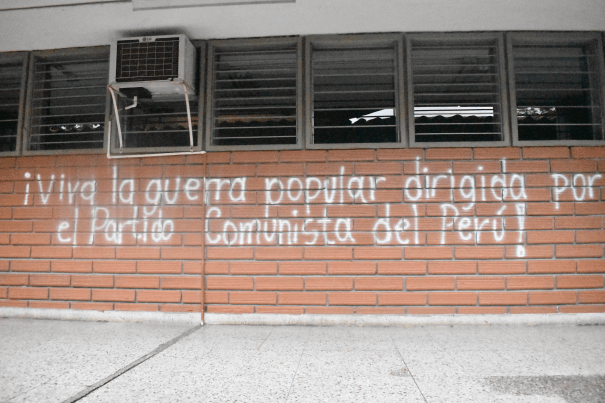 ¡Viva la guerra popular dirigida por
el Partido Comunista del Perú!